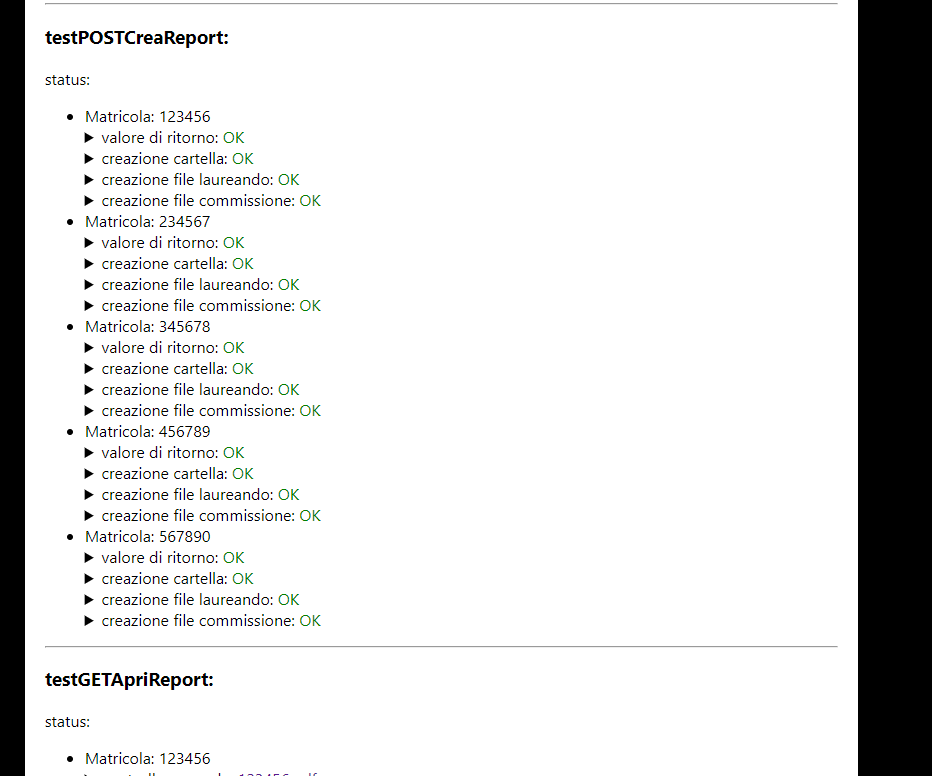 testPOSTCreaReport:
status:
Matricola: 123456
valore di ritorno: OK
creazione cartella: OK
creazione file laureando: OK
creazione file commissione: OK
Matricola: 234567
valore di ritorno: OK
creazione cartella: OK
creazione file laureando: OK
creazione file commissione: OK
Matricola: 345678
valore di ritorno: OK
creazione cartella: OK
creazione file laureando: OK
creazione file commissione: OK
Matricola: 456789
valore di ritorno: OK
creazione cartella: OK
creazione file laureando: OK
creazione file commissione: OK
Matricola: 567890
valore di ritorno: OK
creazione cartella: OK
creazione file laureando: OK
creazione file commissione: OK
testGETApriReport:
status:
Matricola: 123456